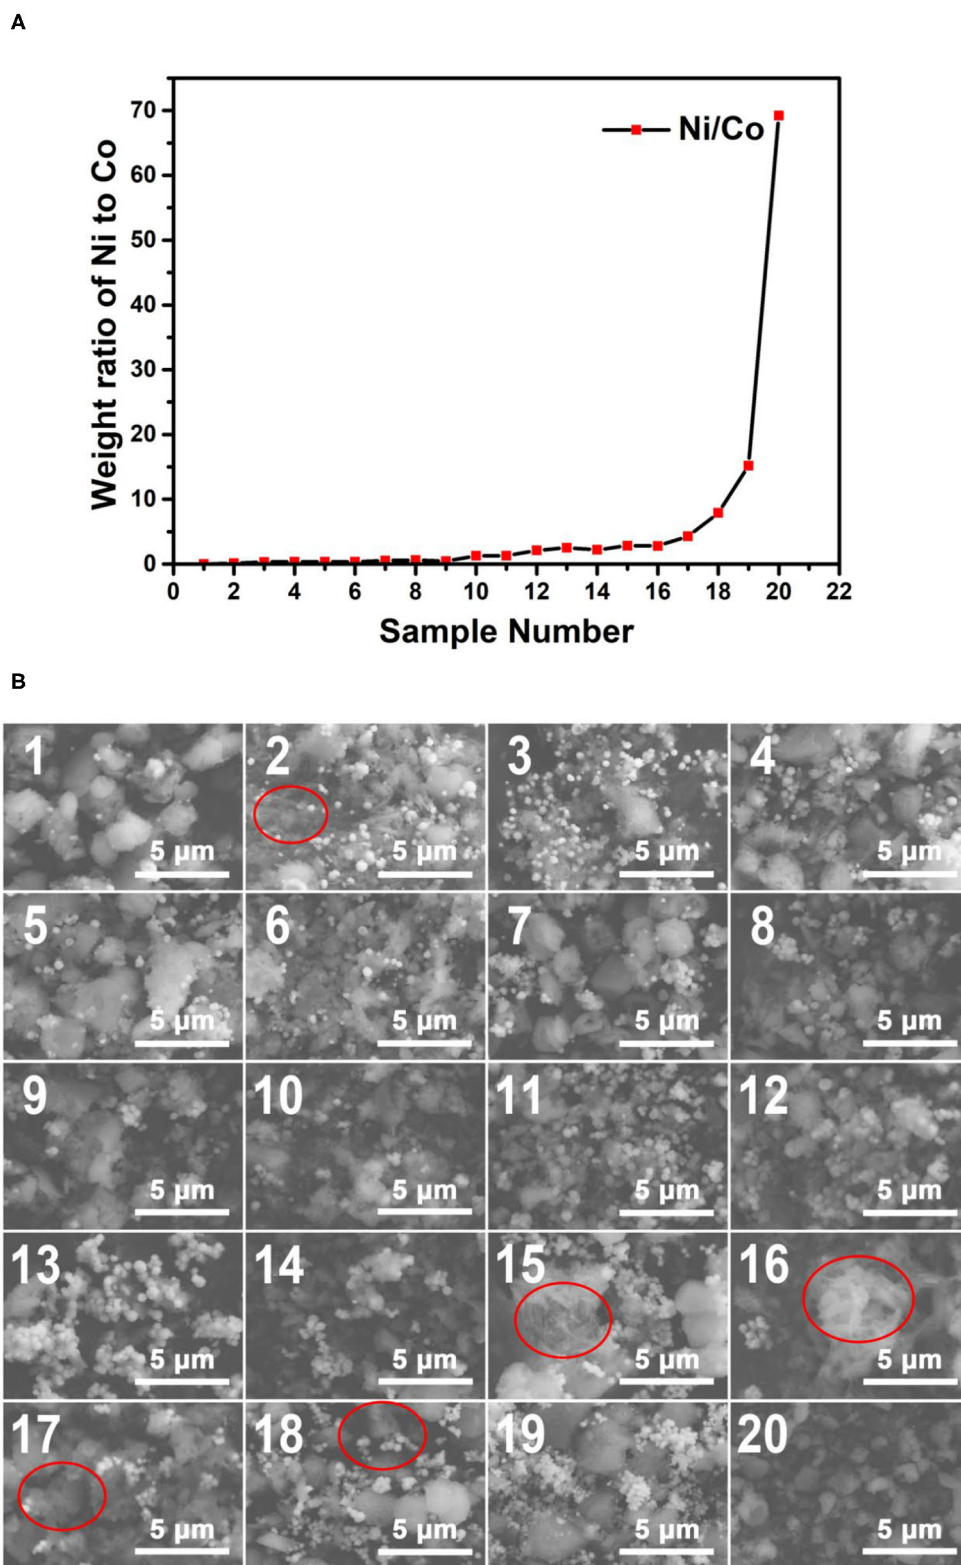 A
Weight ratio of Ni to Co
70
60
50
40
30
20
10
0
Ni/Co
0 2 4 6 8 10 12 14 16 18 20 22
Sample Number
B
1 2 3 4
5 µm 5 µm 5 µm 5 µm
5 6 7 8
5 µm 5 µm 5 µm 5 µm
9 10 11 12
5 µm 5 µm 5 µm 5 µm
13 14 15 16
5 µm 5 µm 5 µm 5 µm
17 18 19 20
5 µm 5 µm 5 µm 5 µm